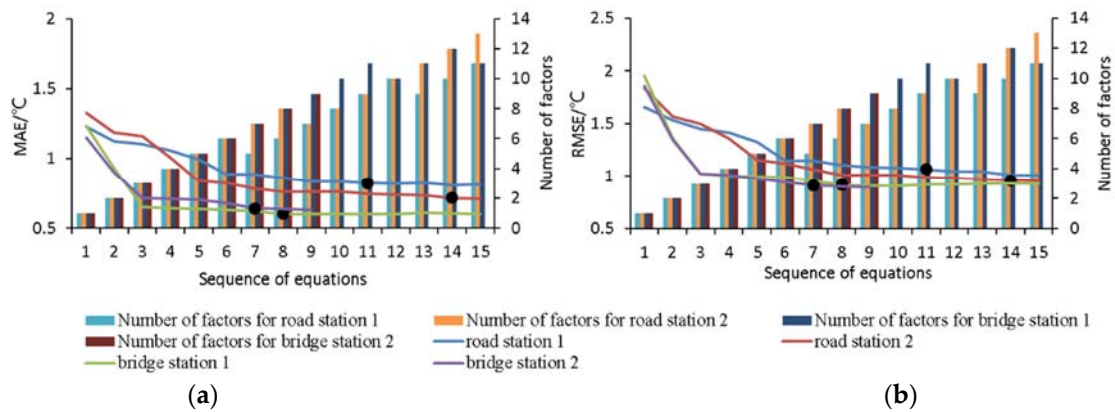 2
1.5
1
0.5
MAE/℃
14
12
10
8
6
4
2
0
Number of factors
1 2 3 4 5 6 7 8 9 10 11 12 13 14 15
Sequence of equations
2.5
2
1.5
1
0.5
RMSE/℃
14
12
10
8
6
4
2
0
Number of factors
1 2 3 4 5 6 7 8 9 10 11 12 13 14 15
Sequence of equations
Number of factors for road station 1 Number of factors for road station 2 Number of factors for bridge station 1
Number of factors for bridge station 2 road station 1 road station 2
bridge station 1 bridge station 2
(a) (b)